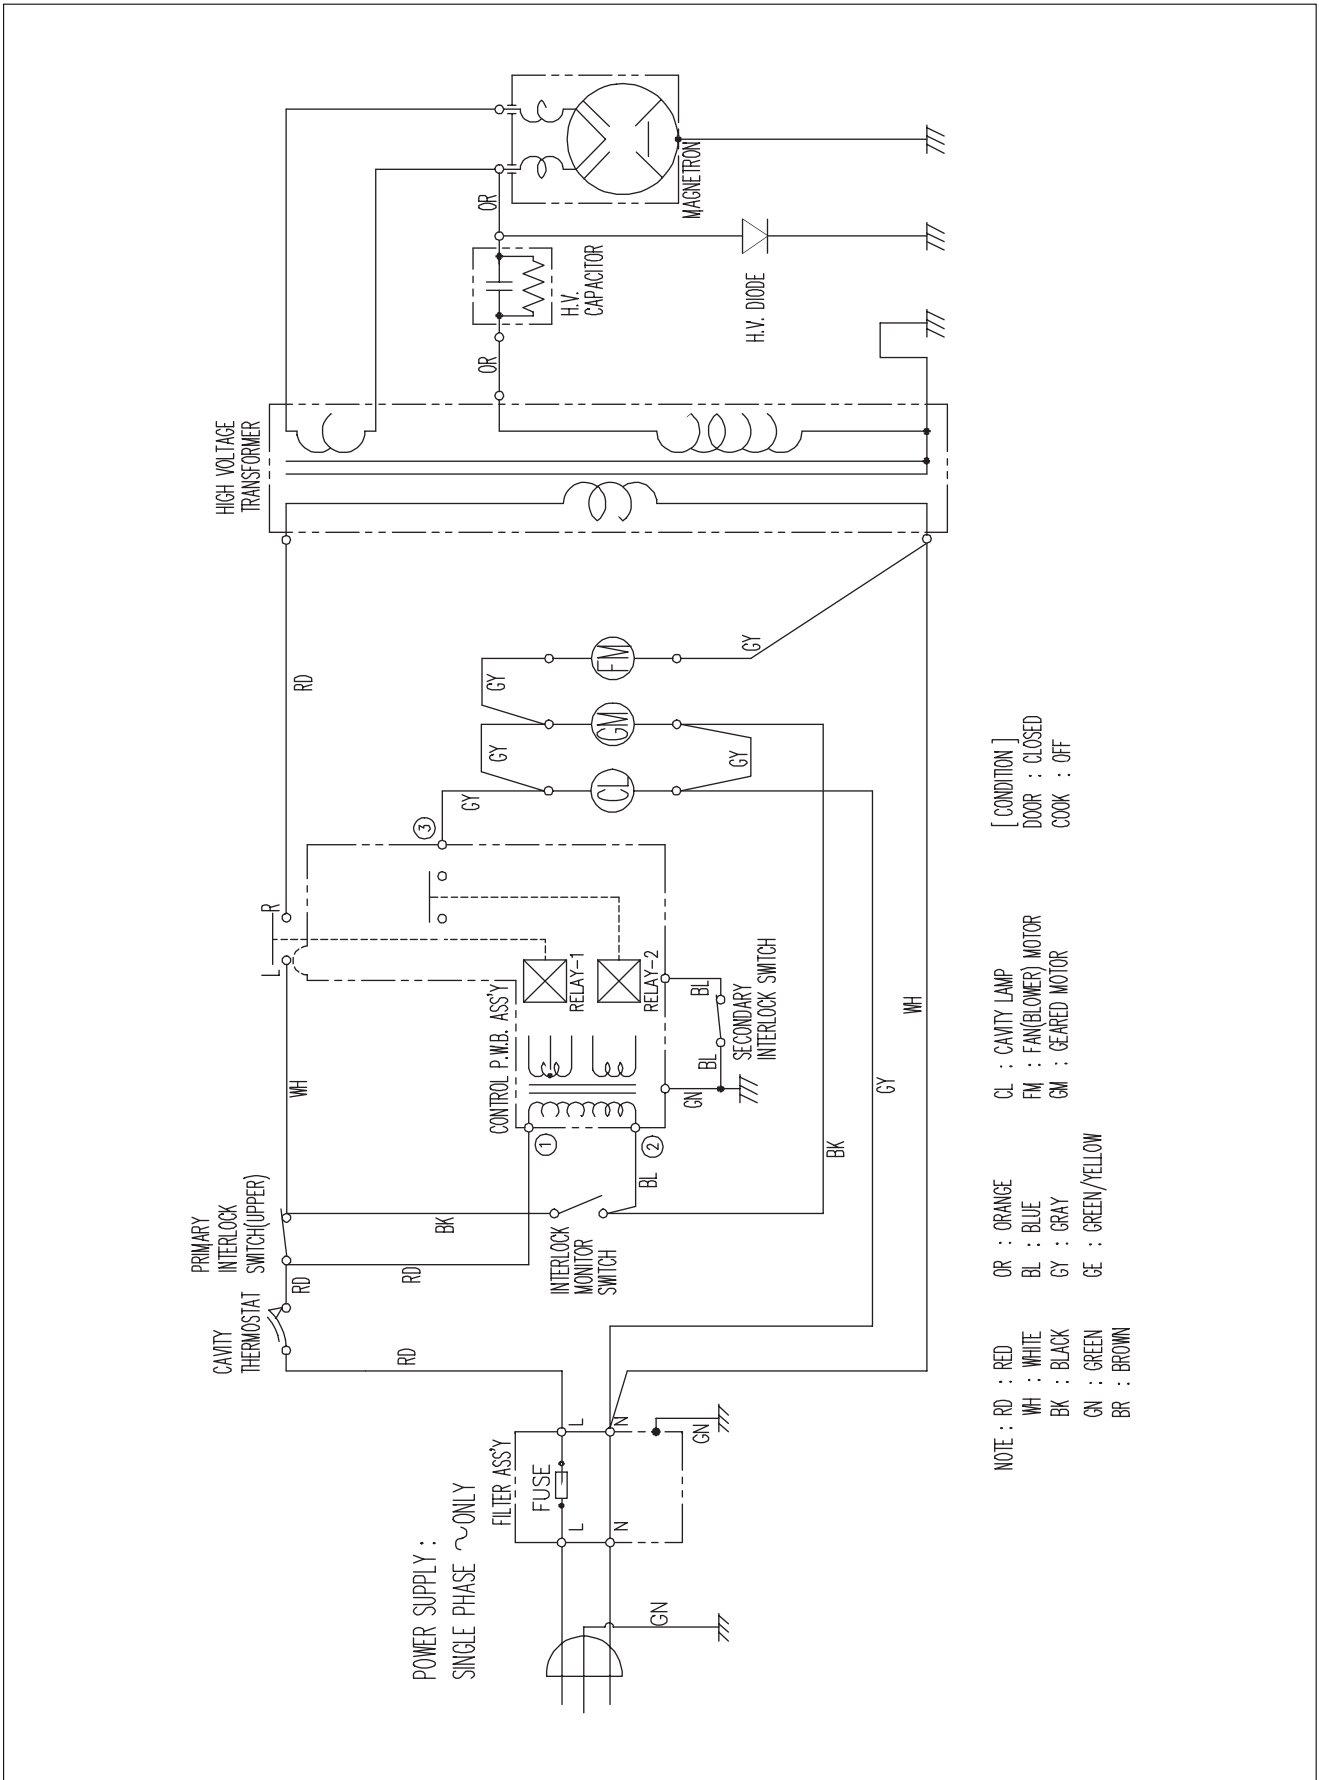 POWER SUPPLY :
SINGLE PHASE ~ONLY
FILTER ASS'Y
FUSE
L
N
L
N
GN
GN
RD
CAVITY
THERMOSTAT
RD
PRIMARY
INTERLOCK
SWITCH(UPPER)
RD
BK
INTERLOCK
MONITOR
SWITCH
WH
BL
1
2
CONTROL P.W.B. ASS'Y
GN
BL
BL
SECONDARY
INTERLOCK SWITCH
RELAY-1
RELAY-2
L
R
3
BK
GY
WH
RD
GY
GY
GY
GY
GY
CL
GM
FM
HIGH VOLTAGE
TRANSFORMER
OR
H.V.
CAPACITOR
OR
H.V. DIODE
MAGNETRON
NOTE : RD : RED
WH : WHITE
BK : BLACK
GN : GREEN
BR : BROWN
OR : ORANGE
BL : BLUE
GY : GRAY
GE : GREEN/YELLOW
CL : CAVITY LAMP
FM : FAN(BLOWER) MOTOR
GM : GEARED MOTOR
[ CONDITION ]
DOOR : CLOSED
COOK : OFF